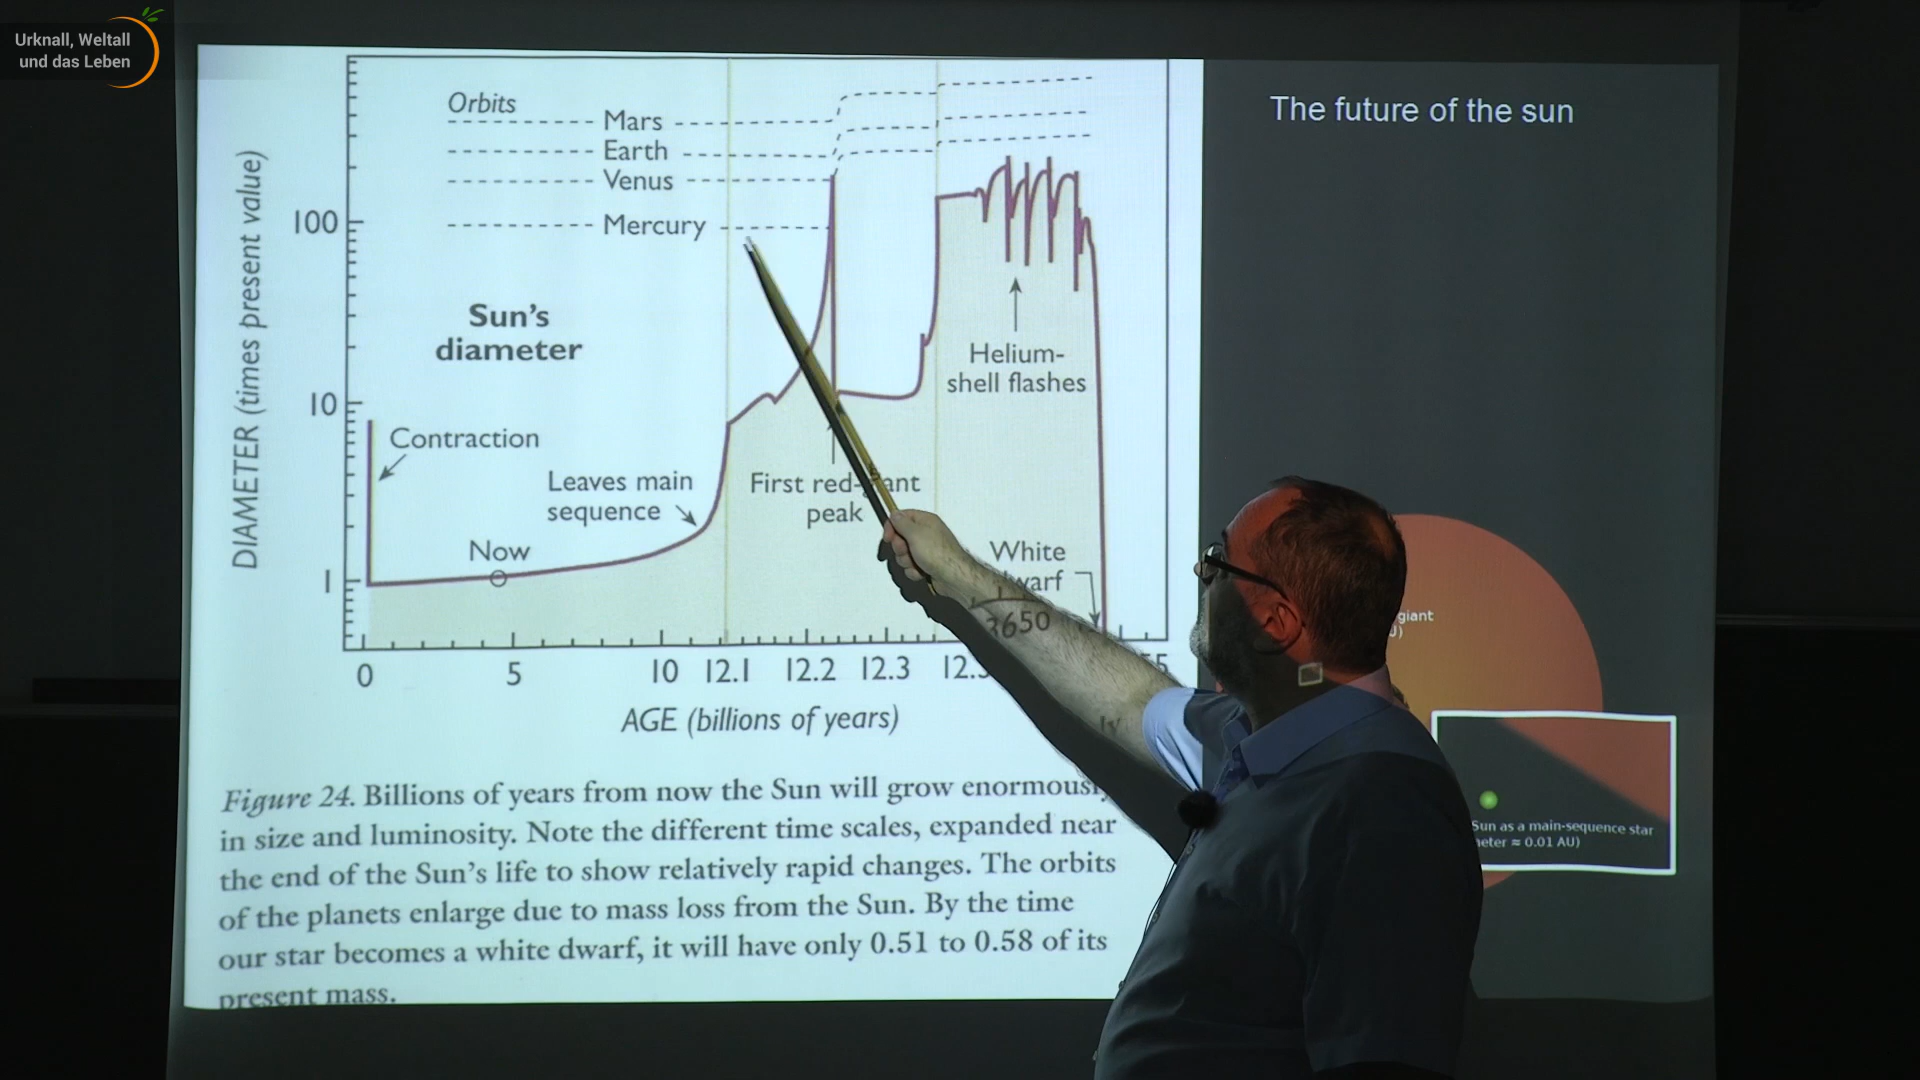 Urknall, Weltall
und das Leben
The future of the sun
Orbits
Mars
Earth
Venus
Mercury
DIAMETER (times present value)
100
10
1
Sun's
diameter
Contraction
Leaves main
sequence
Now
First red-
peak
Helium-
shell flashes
White
3650
0
5
10
12.1
12.2
12.3
AGE (billions of years)
giant
Sun as a main-sequence star
≈ 0.01 AU)
Figure 24. Billions of years from now the Sun will grow enormously
in size and luminosity. Note the different time scales, expanded near
the end of the Sun's life to show relatively rapid changes. The orbits
of the planets enlarge due to mass loss from the Sun. By the time
our star becomes a white dwarf, it will have only 0.51 to 0.58 of its
present mass.